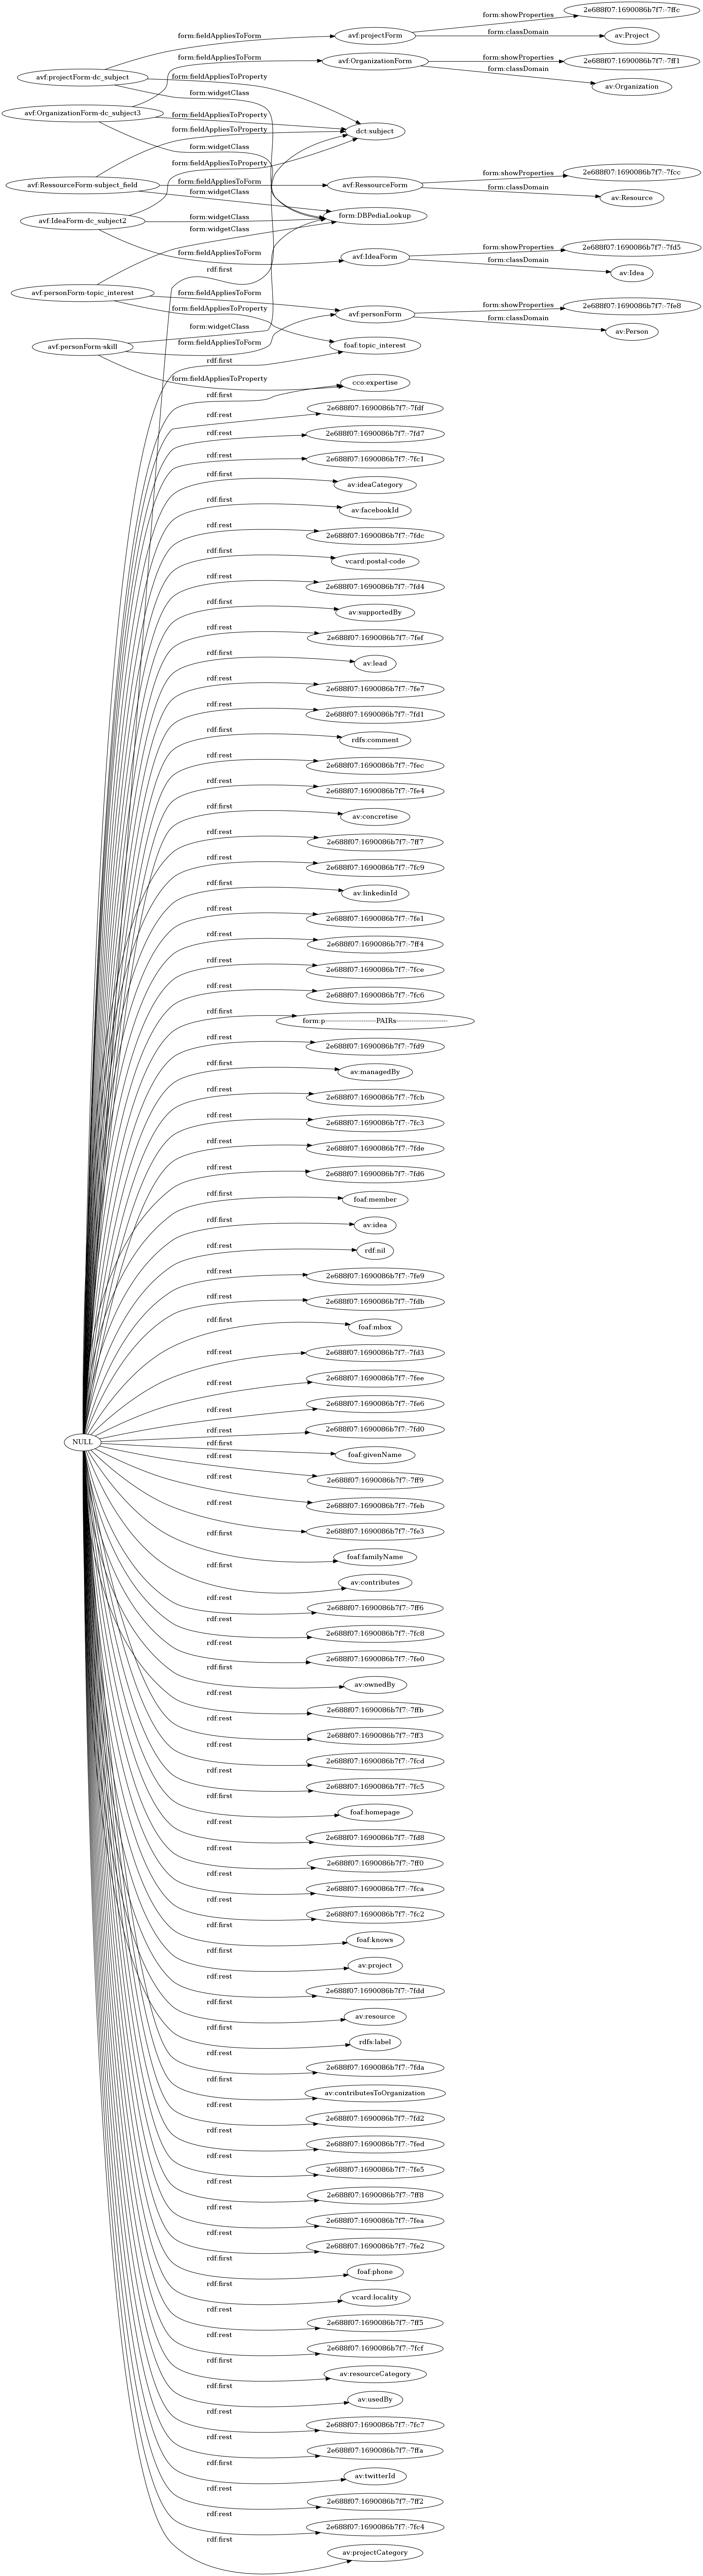 2e688f07:1690086b7f7:-7ffc
form:showProperties
form:classDomain
form:fieldAppliesToForm
avf:projectForm
av:Project
form:fieldAppliesToForm
form:showProperties
avf:OrganizationForm
2e688f07:1690086b7f7:-7ff1
form:classDomain
avf:projectForm-dc_subject
form:fieldAppliesToProperty
av:Organization
form:widgetClass
avf:OrganizationForm-dc_subject3
form:fieldAppliesToProperty
form:fieldAppliesToProperty
dct:subject
form:widgetClass
form:fieldAppliesToProperty
form:showProperties
2e688f07:1690086b7f7:-7fcc
form:fieldAppliesToForm
avf:RessourceForm-subject_field
avf:RessourceForm
form:classDomain
form:widgetClass
av:Resource
form:widgetClass
form:DBPediaLookup
avf:IdeaForm-dc_subject2
form:widgetClass
form:showProperties
2e688f07:1690086b7f7:-7fd5
form:fieldAppliesToForm
avf:IdeaForm
form:classDomain
rdf:first
av:Idea
avf:personForm-topic_interest
form:fieldAppliesToForm
form:showProperties
2e688f07:1690086b7f7:-7fe8
form:fieldAppliesToProperty
avf:personForm
form:classDomain
form:widgetClass
av:Person
form:fieldAppliesToForm
avf:personForm-skill
foaf:topic_interest
rdf:first
form:fieldAppliesToProperty
cco:expertise
rdf:first
rdf:rest
2e688f07:1690086b7f7:-7fdf
rdf:rest
2e688f07:1690086b7f7:-7fd7
rdf:rest
2e688f07:1690086b7f7:-7fc1
rdf:first
av:ideaCategory
rdf:first
av:facebookId
rdf:rest
2e688f07:1690086b7f7:-7fdc
rdf:first
vcard:postal-code
rdf:rest
2e688f07:1690086b7f7:-7fd4
rdf:first
av:supportedBy
rdf:rest
2e688f07:1690086b7f7:-7fef
rdf:first
av:lead
rdf:rest
2e688f07:1690086b7f7:-7fe7
rdf:rest
2e688f07:1690086b7f7:-7fd1
rdf:first
rdfs:comment
rdf:rest
2e688f07:1690086b7f7:-7fec
rdf:rest
2e688f07:1690086b7f7:-7fe4
rdf:first
av:concretise
rdf:rest
2e688f07:1690086b7f7:-7ff7
rdf:rest
2e688f07:1690086b7f7:-7fc9
rdf:first
av:linkedinId
rdf:rest
2e688f07:1690086b7f7:-7fe1
rdf:rest
2e688f07:1690086b7f7:-7ff4
rdf:rest
2e688f07:1690086b7f7:-7fce
rdf:rest
2e688f07:1690086b7f7:-7fc6
rdf:first
rdf:rest
2e688f07:1690086b7f7:-7fd9
rdf:first
av:managedBy
rdf:rest
2e688f07:1690086b7f7:-7fcb
rdf:rest
2e688f07:1690086b7f7:-7fc3
rdf:rest
2e688f07:1690086b7f7:-7fde
rdf:rest
2e688f07:1690086b7f7:-7fd6
rdf:first
foaf:member
rdf:first
av:idea
rdf:rest
rdf:nil
rdf:rest
2e688f07:1690086b7f7:-7fe9
rdf:rest
2e688f07:1690086b7f7:-7fdb
rdf:first
foaf:mbox
rdf:rest
2e688f07:1690086b7f7:-7fd3
rdf:rest
2e688f07:1690086b7f7:-7fee
rdf:rest
2e688f07:1690086b7f7:-7fe6
rdf:rest
2e688f07:1690086b7f7:-7fd0
NULL
rdf:first
foaf:givenName
rdf:rest
2e688f07:1690086b7f7:-7ff9
rdf:rest
2e688f07:1690086b7f7:-7feb
rdf:rest
2e688f07:1690086b7f7:-7fe3
rdf:first
foaf:familyName
rdf:first
av:contributes
rdf:rest
2e688f07:1690086b7f7:-7ff6
rdf:rest
2e688f07:1690086b7f7:-7fc8
rdf:rest
2e688f07:1690086b7f7:-7fe0
rdf:first
av:ownedBy
rdf:rest
2e688f07:1690086b7f7:-7ffb
rdf:rest
2e688f07:1690086b7f7:-7ff3
rdf:rest
2e688f07:1690086b7f7:-7fcd
rdf:rest
2e688f07:1690086b7f7:-7fc5
rdf:first
foaf:homepage
rdf:rest
2e688f07:1690086b7f7:-7fd8
rdf:rest
2e688f07:1690086b7f7:-7ff0
rdf:rest
2e688f07:1690086b7f7:-7fca
rdf:rest
2e688f07:1690086b7f7:-7fc2
rdf:first
foaf:knows
rdf:first
av:project
rdf:rest
2e688f07:1690086b7f7:-7fdd
rdf:first
av:resource
rdf:first
rdfs:label
rdf:rest
2e688f07:1690086b7f7:-7fda
rdf:first
av:contributesToOrganization
rdf:rest
2e688f07:1690086b7f7:-7fd2
rdf:rest
2e688f07:1690086b7f7:-7fed
rdf:rest
2e688f07:1690086b7f7:-7fe5
rdf:rest
2e688f07:1690086b7f7:-7ff8
rdf:rest
2e688f07:1690086b7f7:-7fea
rdf:rest
2e688f07:1690086b7f7:-7fe2
rdf:first
foaf:phone
rdf:first
vcard:locality
rdf:rest
2e688f07:1690086b7f7:-7ff5
rdf:rest
2e688f07:1690086b7f7:-7fcf
rdf:first
av:resourceCategory
rdf:first
av:usedBy
rdf:rest
2e688f07:1690086b7f7:-7fc7
rdf:rest
2e688f07:1690086b7f7:-7ffa
rdf:first
av:twitterId
rdf:rest
2e688f07:1690086b7f7:-7ff2
rdf:rest
2e688f07:1690086b7f7:-7fc4
rdf:first
av:projectCategory